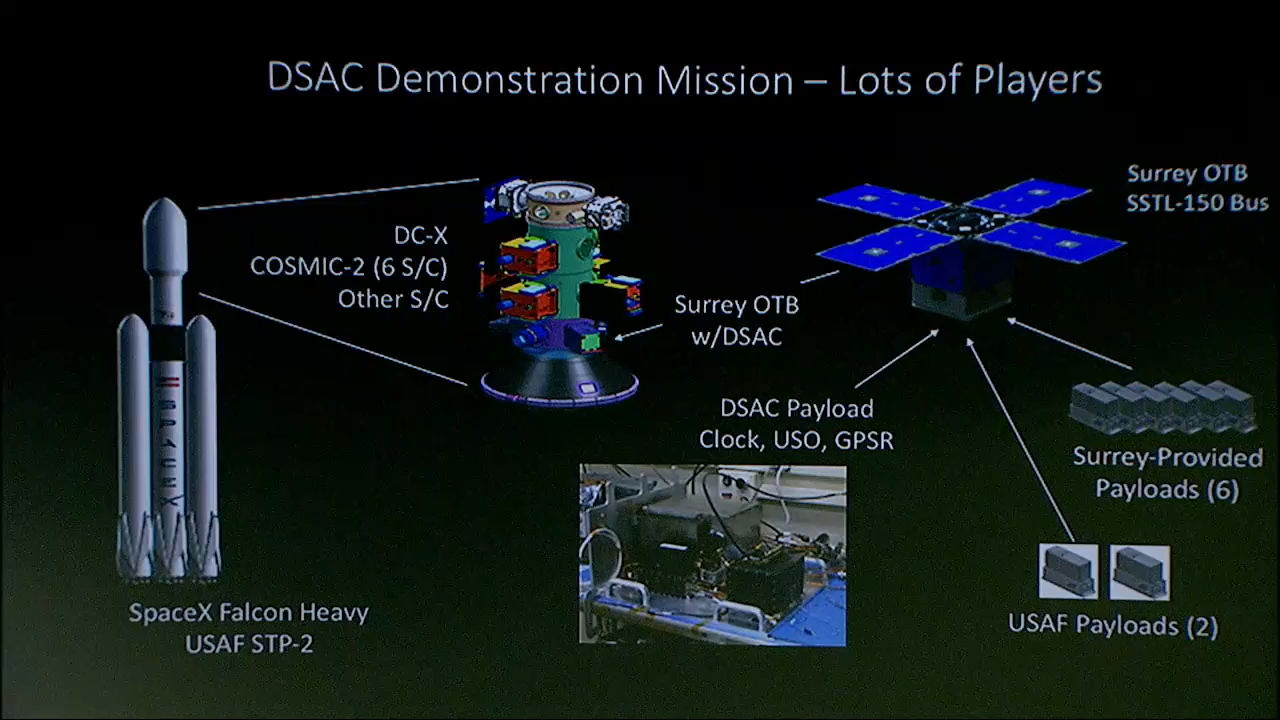 DSAC Demonstration Mission – Lots of Players
Surrey OTB
SSTL-150 Bus
DC-X
COSMIC-2 (6 S/C)
Other S/C
Surrey OTB
w/DSAC
DSAC Payload
Clock, USO, GPSR
Surrey-Provided
Payloads (6)
USAF Payloads (2)
SPACEX
SpaceX Falcon Heavy
USAF STP-2